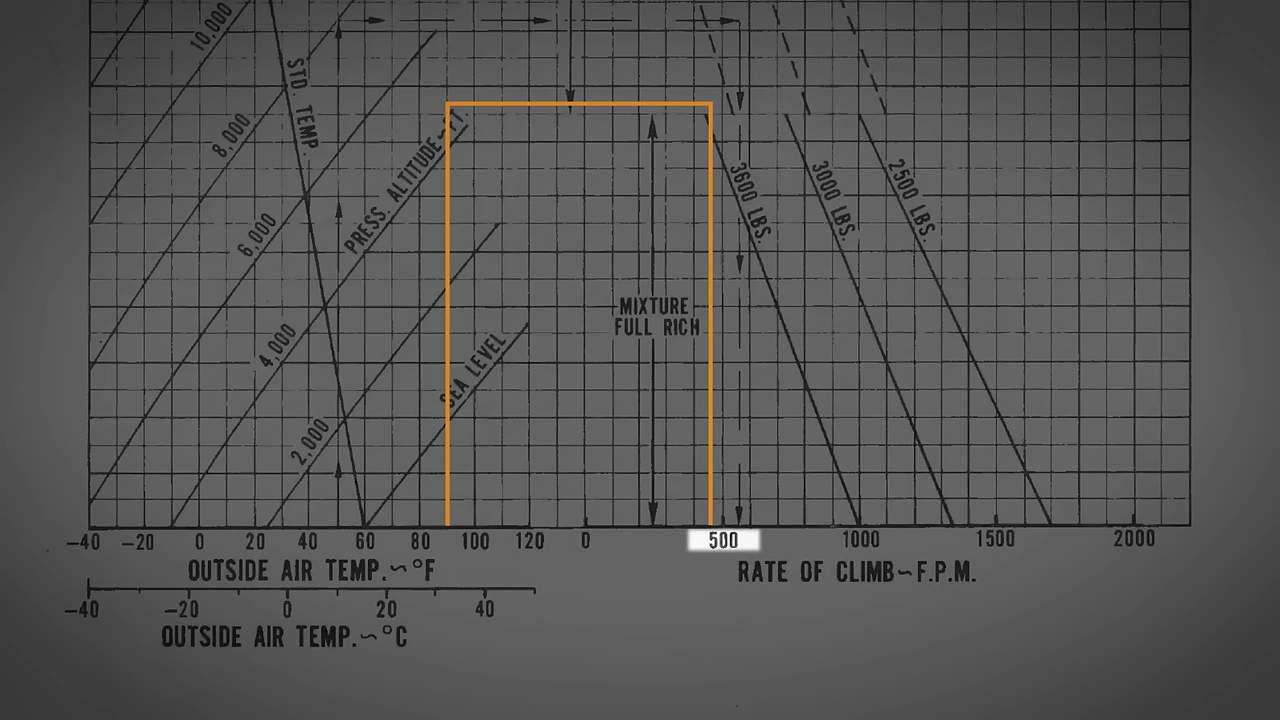 10,000
STD. TEMP.
8,000
PRESS. ALTITUDE~FT.
3600 LBS.
3000 LBS.
2500 LBS.
6,000
MIXTURE
FULL RICH
4,000
SEA LEVEL
2,000
-40 -20 0 20 40 60 80 100 120 0 500 1000 1500 2000
OUTSIDE AIR TEMP.~°F
RATE OF CLIMB~F.P.M.
-40 -20 0 20 40
OUTSIDE AIR TEMP.~°C